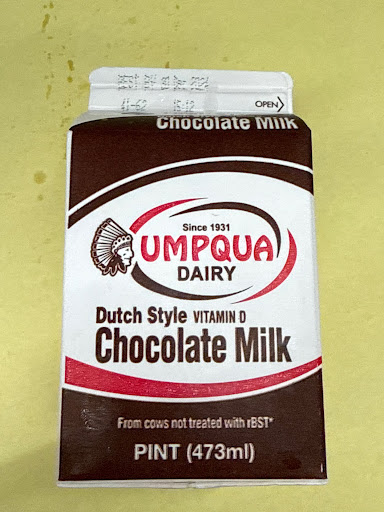 OPEN
Chocolate Milk
Since 1931
UMPQUA
DAIRY
Dutch Style VITAMIN D
Chocolate Milk
From cows not treated with rBST*
PINT (473ml)